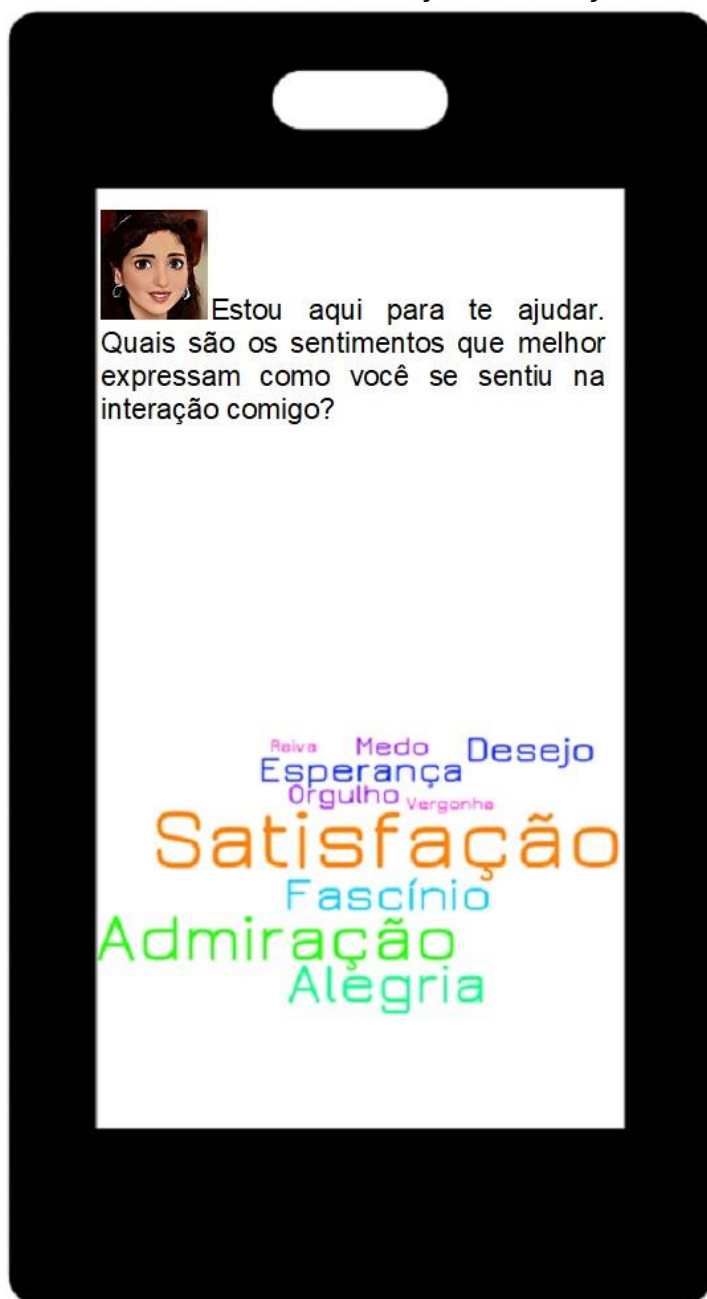 Estou aqui para te ajudar.
Quais são os sentimentos que melhor
expressam como você se sentiu na
interação comigo?
Raiva Medo Desejo
Esperança
Orgulho Vergonha
Satisfação
Fascínio
Admiração
Alegria